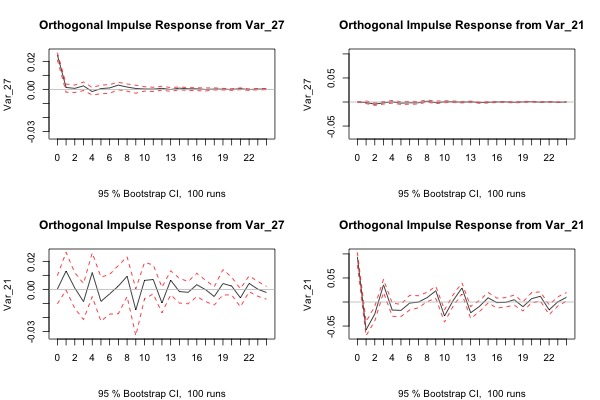 Orthogonal Impulse Response from Var_27
Var_27
0.02
0.00
-0.03
0 2 4 6 8 10 13 16 19 22
95 % Bootstrap CI, 100 runs
Orthogonal Impulse Response from Var_21
Var_27
0.05
-0.05
0 2 4 6 8 10 13 16 19 22
95 % Bootstrap CI, 100 runs
Orthogonal Impulse Response from Var_27
Var_21
0.02
0.00
-0.03
0 2 4 6 8 10 13 16 19 22
95 % Bootstrap CI, 100 runs
Orthogonal Impulse Response from Var_21
Var_21
0.05
-0.05
0 2 4 6 8 10 13 16 19 22
95 % Bootstrap CI, 100 runs